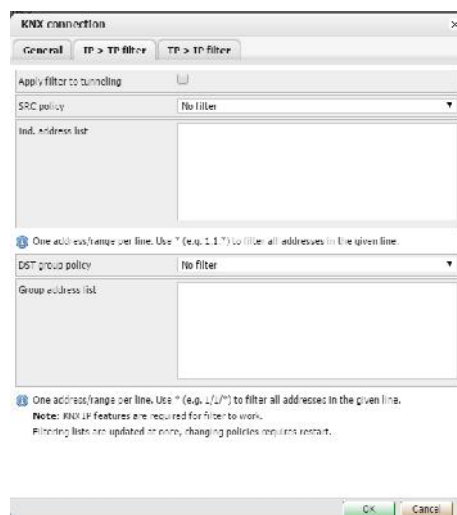 KNX connection
General
IP > TP filter
TP > IP filter
Apply filter to tunneling
SRC policy
No filter
Ind. address list
One address/range per line. Use * (e.g. 1.1.*) to filter all addresses in the given line.
DST group policy
No filter
Group address list
One address/range per line. Use * (e.g. 1/1/*) to filter all addresses in the given line.
Note: KNX IP features are required for filter to work.
Filtering lists are updated at once, changing policies requires restart.
OK
Cancel